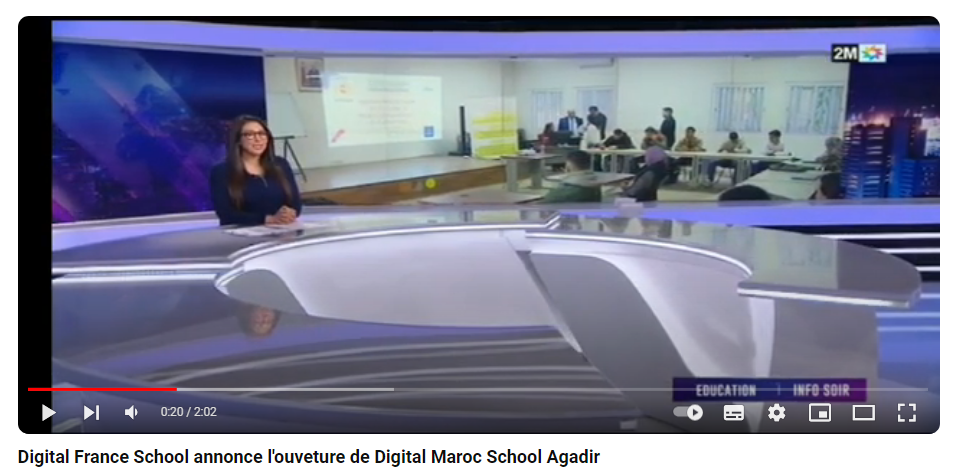 2M
EDUCATION INFO SOIR
0:20 / 2:02
Digital France School annonce l'ouveture de Digital Maroc School Agadir